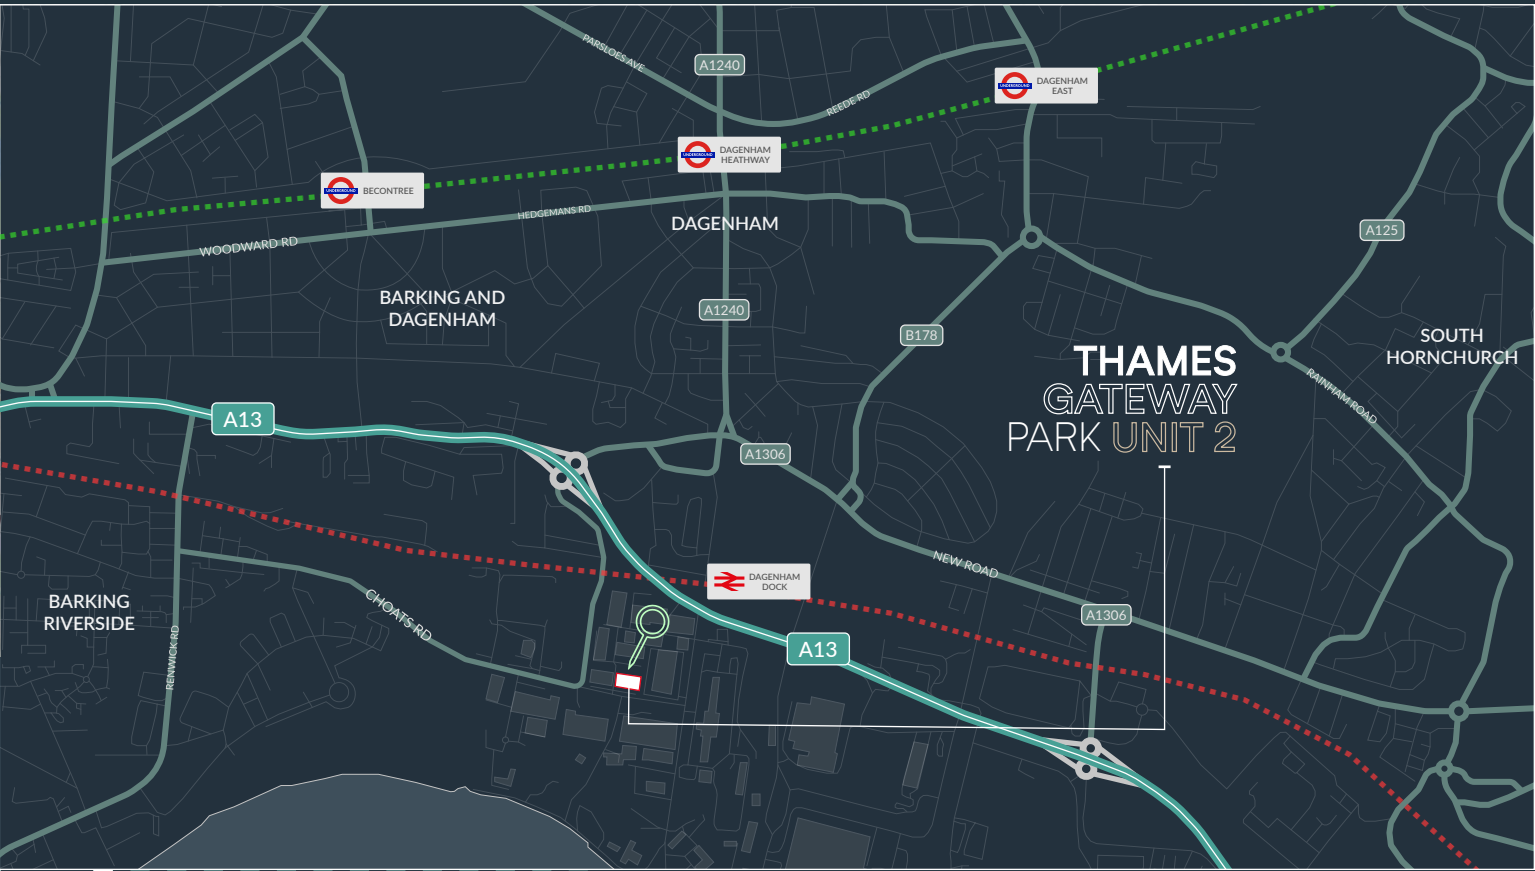 PARSLOES AVE
A1240
REEDE RD
UNDERGROUND
DAGENHAM
EAST
UNDERGROUND
DAGENHAM
HEATHWAY
UNDERGROUND
BECONTREE
HEDGEMANS RD
WOODWARD RD
DAGENHAM
A125
BARKING AND
DAGENHAM
A1240
B178
SOUTH
HORNCHURCH
THAMES
GATEWAY
PARK UNIT 2
RAINHAM ROAD
A13
A1306
NEW ROAD
DAGENHAM
DOCK
BARKING
RIVERSIDE
CHOATS RD
A1306
RENWICK RD
A13